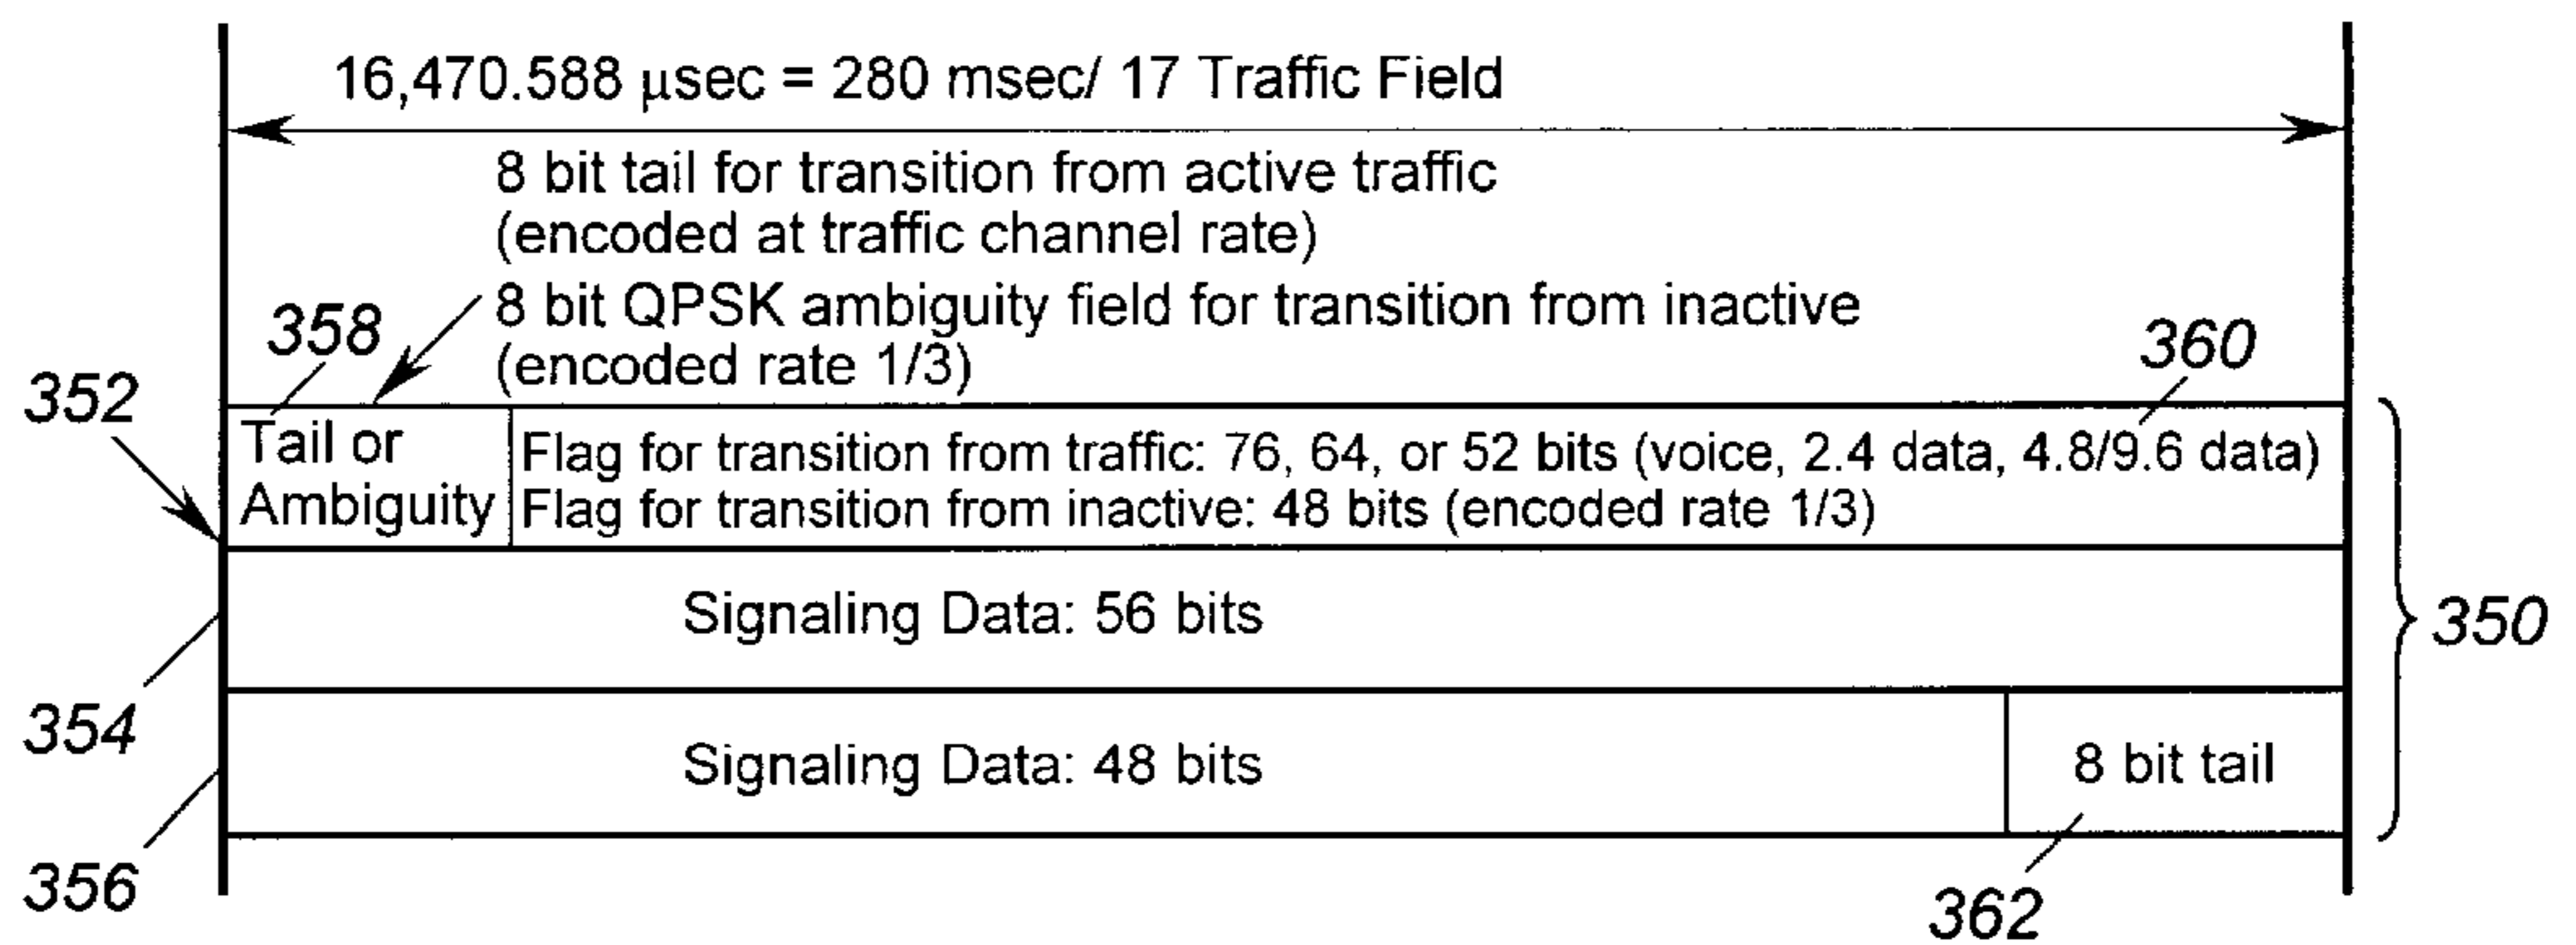 16,470.588 µsec = 280 msec/ 17 Traffic Field
8 bit tail for transition from active traffic
(encoded at traffic channel rate)
8 bit QPSK ambiguity field for transition from inactive
(encoded rate 1/3)
358
360
352
Tail or
Ambiguity
Flag for transition from traffic: 76, 64, or 52 bits (voice, 2.4 data, 4.8/9.6 data)
Flag for transition from inactive: 48 bits (encoded rate 1/3)
Signaling Data: 56 bits
350
354
Signaling Data: 48 bits
8 bit tail
356
362